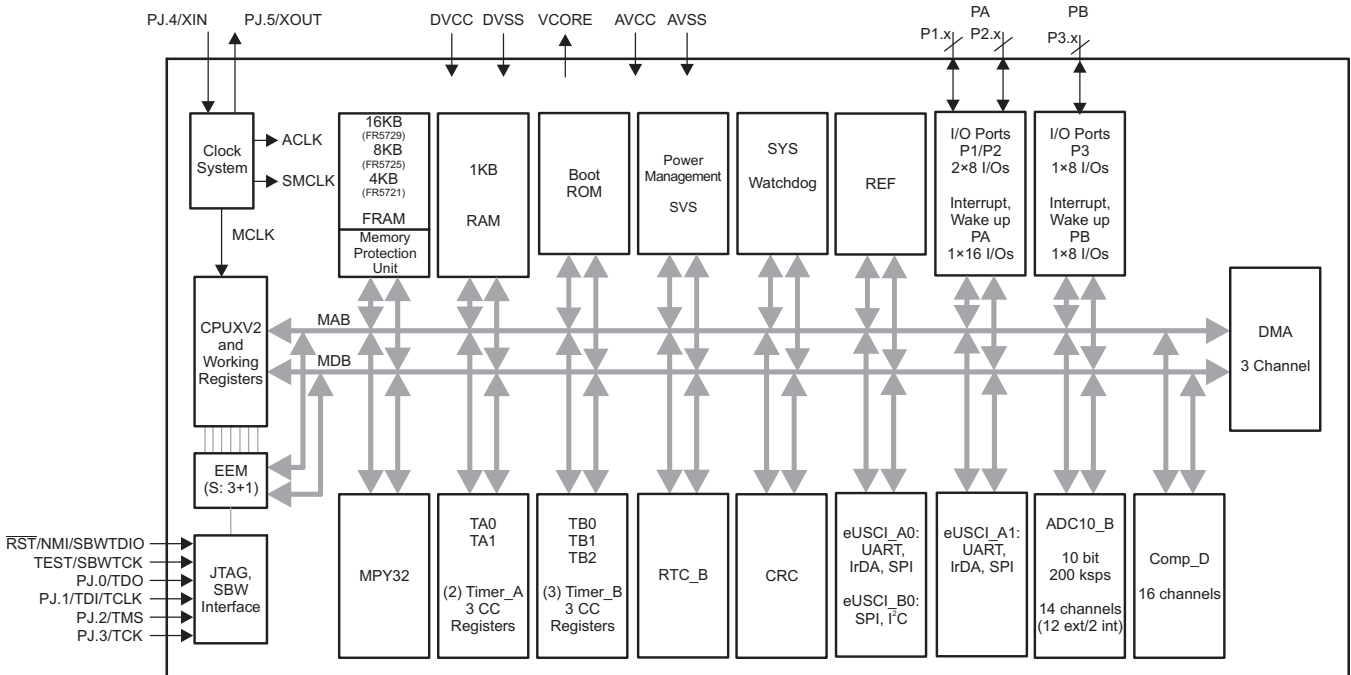 PJ.4/XIN PJ.5/XOUT DVCC DVSS VCORE AVCC AVSS PA PB
P1.x P2.x P3.x
Clock
System
ACLK
SMCLK
MCLK
16KB
(FR5729)
8KB
(FR5725)
4KB
(FR5721)
FRAM
Memory
Protection
Unit
1KB
RAM
Boot
ROM
Power
Management
SVS
SYS
Watchdog
REF
I/O Ports
P1/P2
2×8 I/Os
Interrupt,
Wake up
PA
1×16 I/Os
I/O Ports
P3
1×8 I/Os
Interrupt,
Wake up
PB
1×8 I/Os
CPUXV2
and
Working
Registers
MAB
MDB
DMA
3 Channel
EEM
(S: 3+1)
RST/NMI/SBWTDIO
TEST/SBWTCK
PJ.0/TDO
PJ.1/TDI/TCLK
PJ.2/TMS
PJ.3/TCK
JTAG,
SBW
Interface
MPY32
TA0
TA1
(2) Timer_A
3 CC
Registers
TB0
TB1
TB2
(3) Timer_B
3 CC
Registers
RTC_B
CRC
eUSCI_A0:
UART,
IrDA, SPI
eUSCI_B0:
SPI, I²C
eUSCI_A1:
UART,
IrDA, SPI
ADC10_B
10 bit
200 ksps
14 channels
(12 ext/2 int)
Comp_D
16 channels